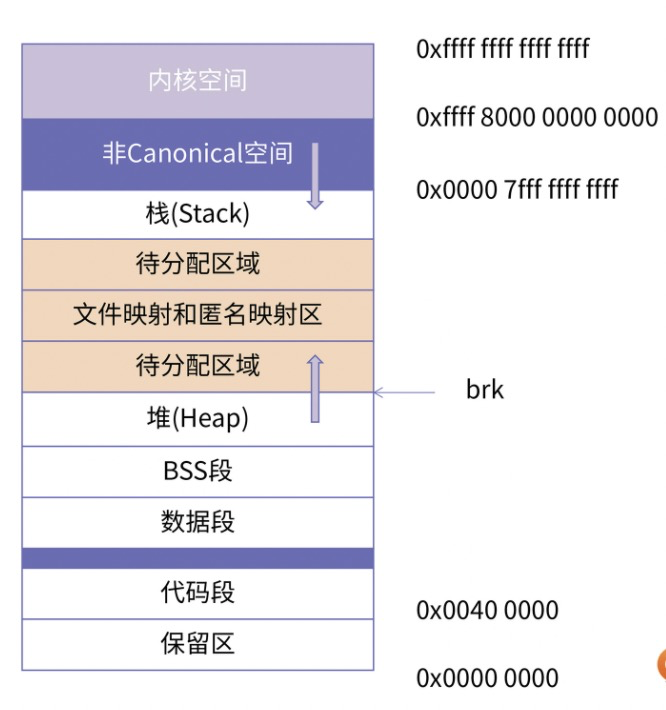 0xffff ffff ffff ffff
内核空间
0xffff 8000 0000 0000
非Canonical空间
0x0000 7fff ffff ffff
栈(Stack)
待分配区域
文件映射和匿名映射区
待分配区域
brk
堆(Heap)
BSS段
数据段
代码段
0x0040 0000
保留区
0x0000 0000